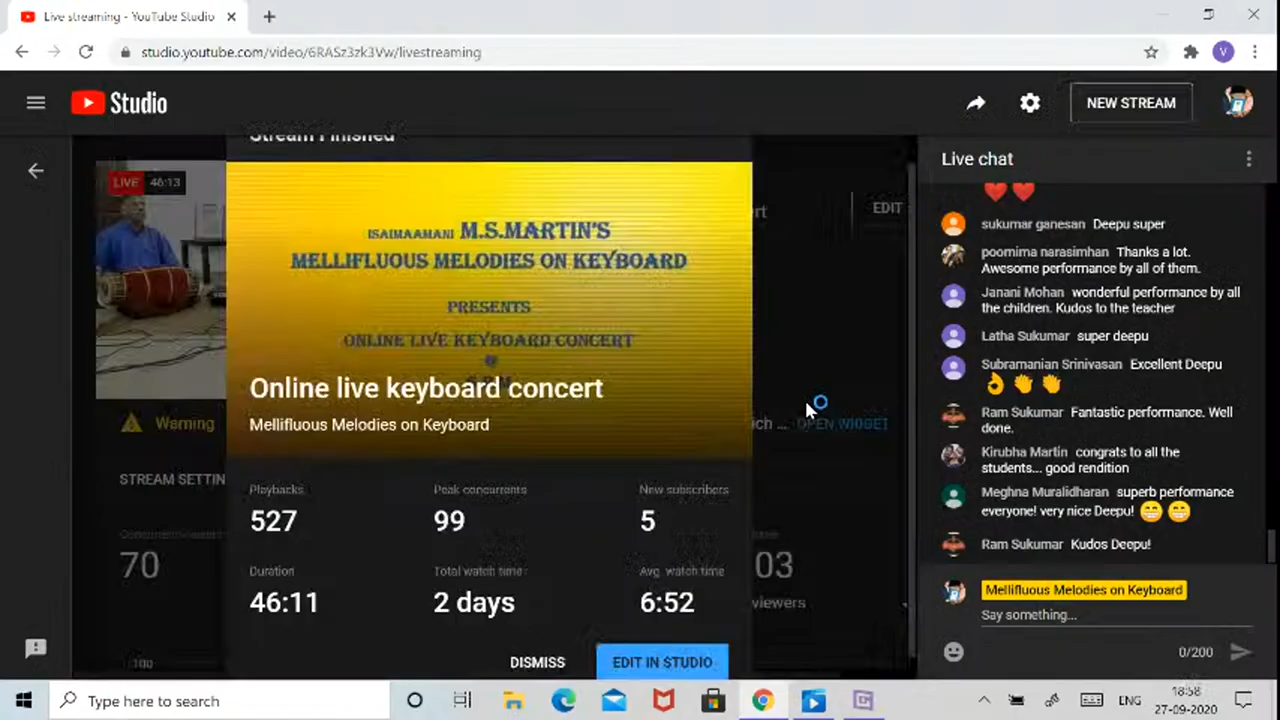 Live streaming - YouTube Studio
studio.youtube.com/video/6RASz3zk3Vw/livestreaming
V
Studio
NEW STREAM
Stream Finished
LIVE 46:13
EDIT
ISAIMAAMANI M.S.MARTIN'S
MELLIFLUOUS MELODIES ON KEYBOARD
PRESENTS
ONLINE LIVE KEYBOARD CONCERT
@
Online live keyboard concert
Mellifluous Melodies on Keyboard
Warning
OPEN WIDGET
STREAM SETTIN
Playbacks
527
Peak concurrents
99
New subscribers
5
Duration
46:11
Total watch time
2 days
Avg. watch time
6:52
70
03
viewers
100
DISMISS
EDIT IN STUDIO
Live chat
sukumar ganesan Deepu super
poornima narasimhan Thanks a lot.
Awesome performance by all of them.
Janani Mohan wonderful performance by all
the children. Kudos to the teacher
Latha Sukumar super deepu
Subramanian Srinivasan Excellent Deepu
Ram Sukumar Fantastic performance. Well
done.
Kirubha Martin congrats to all the
students... good rendition
Meghna Muralidharan superb performance
everyone! very nice Deepu!
Ram Sukumar Kudos Deepu!
Mellifluous Melodies on Keyboard
Say something...
0/200
Type here to search
ENG
18:58
27-09-2020